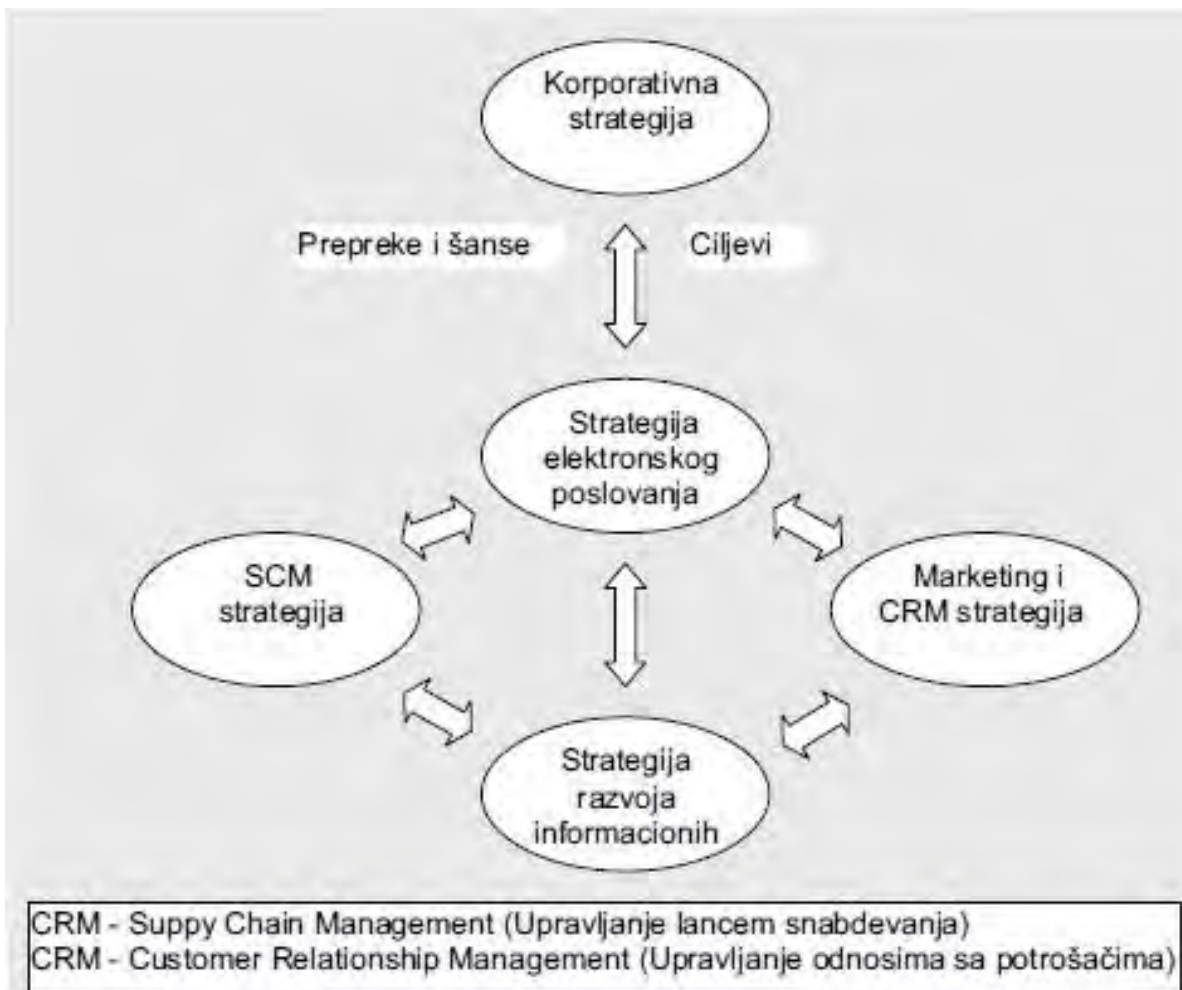 Korporativna
strategija
Prepreke i šanse
Ciljevi
Strategija
elektronskog
poslovanja
SCM
strategija
Marketing i
CRM strategija
Strategija
razvoja
informacionih
CRM - Suppy Chain Management (Upravljanje lancem snabdevanja)
CRM - Customer Relationship Management (Upravljanje odnosima sa potrošačima)